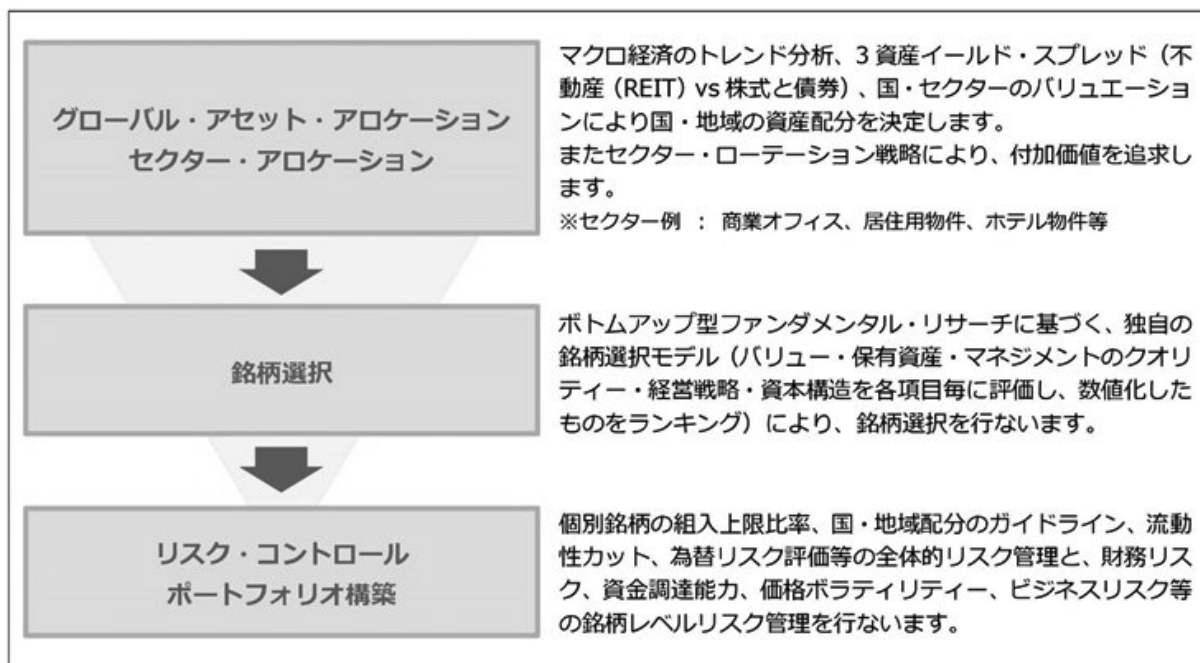 グローバル・アセット・アロケーション
セクター・アロケーション
マクロ経済のトレンド分析、3 資産イールド・スプレッド（不
動産（REIT）vs 株式と債券）、国・セクターのバリュエーショ
ンにより国・地域の資産配分を決定します。
またセクター・ローテーション戦略により、付加価値を追求し
ます。
※セクター例 ： 商業オフィス、居住用物件、ホテル物件等
銘柄選択
ボトムアップ型ファンダメンタル・リサーチに基づく、独自の
銘柄選択モデル（バリュー・保有資産・マネジメントのクオリ
ティー・経営戦略・資本構造を各項目毎に評価し、数値化した
ものをランキング）により、銘柄選択を行ないます。
リスク・コントロール
ポートフォリオ構築
個別銘柄の組入上限比率、国・地域配分のガイドライン、流動
性カット、為替リスク評価等の全体的リスク管理と、財務リス
ク、資金調達能力、価格ボラティリティー、ビジネスリスク等
の銘柄レベルリスク管理を行ないます。